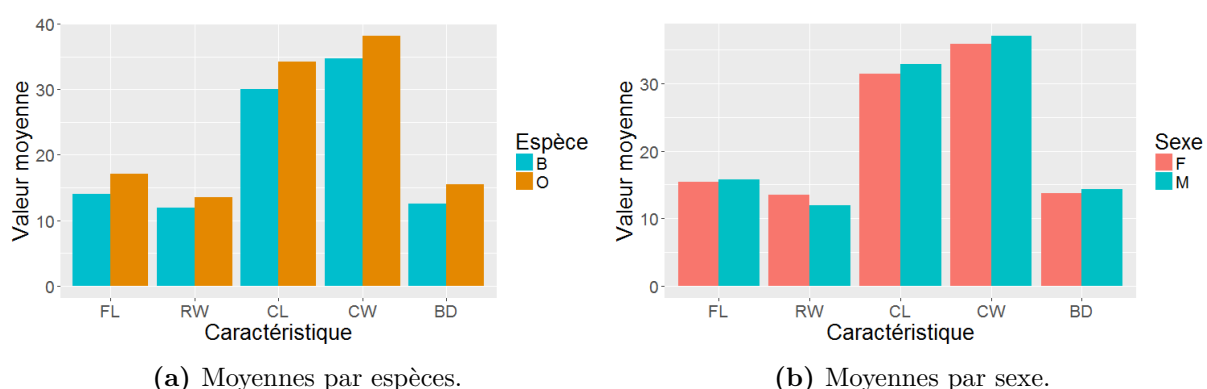 40
30
20
10
0
Valeur moyenne
FL RW CL CW BD
Caractéristique
Espèce
B
O
(a) Moyennes par espèces.
30
20
10
0
Valeur moyenne
FL RW CL CW BD
Caractéristique
Sexe
F
M
(b) Moyennes par sexe.